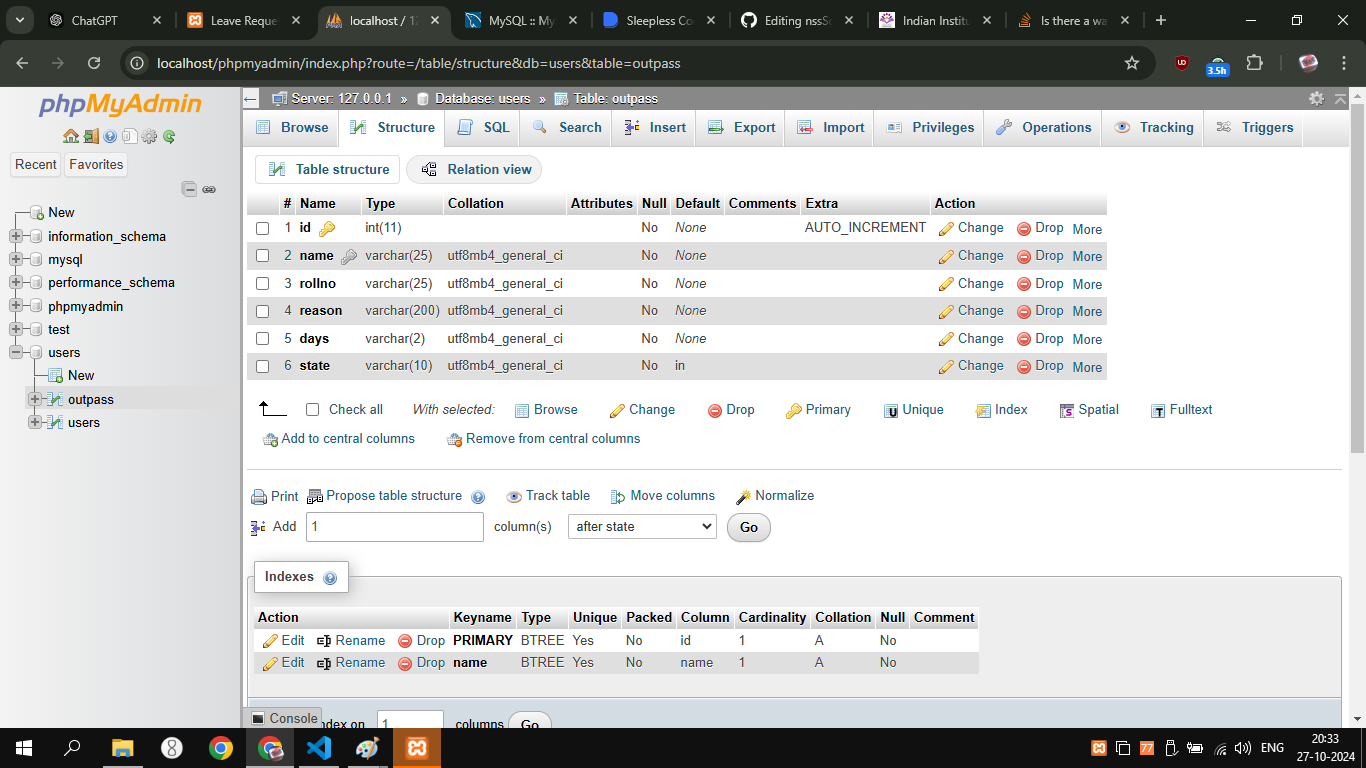 ChatGPT
Leave Reque
localhost / 12
MySQL :: My
Sleepless Co
Editing nssSc
Indian Institu
Is there a wa
localhost/phpmyadmin/index.php?route=/table/structure&db=users&table=outpass
3.5h
phpMyAdmin
Recent Favorites
New
information_schema
mysql
performance_schema
phpmyadmin
test
users
New
outpass
users
Server: 127.0.0.1 » Database: users » Table: outpass
Browse Structure SQL Search Insert Export Import Privileges Operations Tracking Triggers
Table structure Relation view
# Name Type Collation Attributes Null Default Comments Extra Action
1 id int(11) No None AUTO_INCREMENT Change Drop More
2 name varchar(25) utf8mb4_general_ci No None Change Drop More
3 rollno varchar(25) utf8mb4_general_ci No None Change Drop More
4 reason varchar(200) utf8mb4_general_ci No None Change Drop More
5 days varchar(2) utf8mb4_general_ci No None Change Drop More
6 state varchar(10) utf8mb4_general_ci No in Change Drop More
Check all With selected: Browse Change Drop Primary Unique Index Spatial Fulltext
Add to central columns Remove from central columns
Print Propose table structure Track table Move columns Normalize
Add 1 column(s) after state Go
Indexes
Action Keyname Type Unique Packed Column Cardinality Collation Null Comment
Edit Rename Drop PRIMARY BTREE Yes No id 1 A No
Edit Rename Drop name BTREE Yes No name 1 A No
Console
ndex on 1 columns Go
77
ENG
20:33
27-10-2024